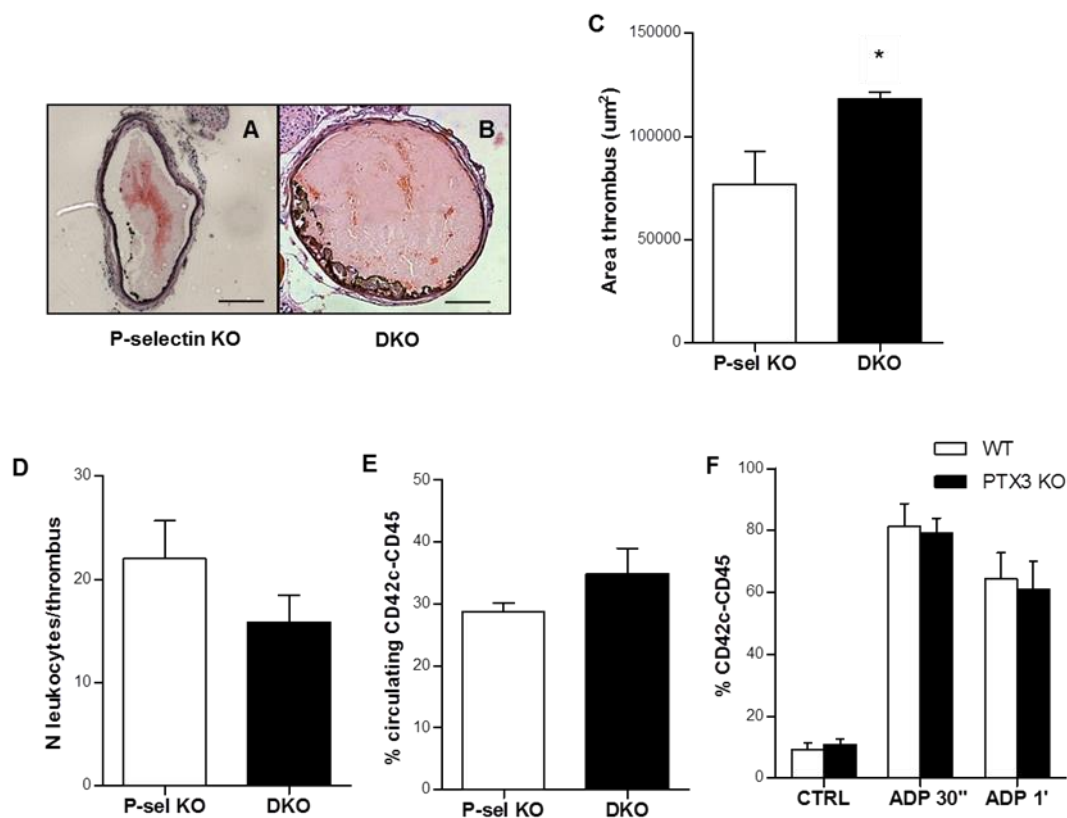 A
B
P-selectin KO
DKO
C
Area thrombus (um²)
150000
100000
50000
0
*
P-sel KO
DKO
D
N leukocytes/thrombus
30
20
10
0
P-sel KO
DKO
E
% circulating CD42c-CD45
50
40
30
20
10
0
P-sel KO
DKO
F
WT
PTX3 KO
% CD42c-CD45
100
80
60
40
20
0
CTRL
ADP 30"
ADP 1'